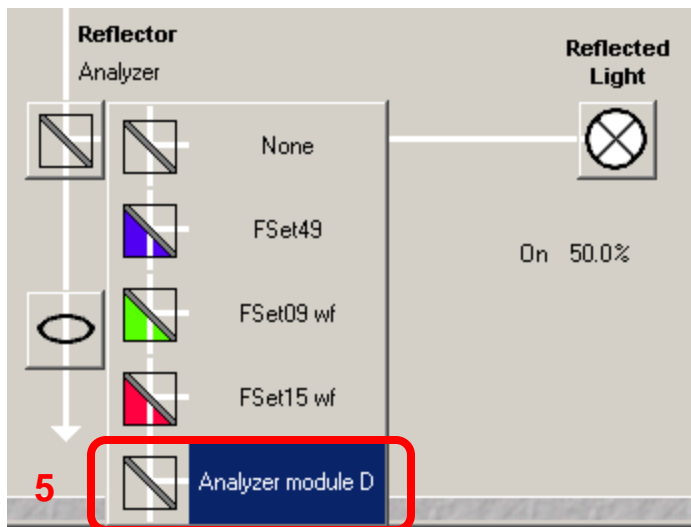 Reflector
Analyzer
Reflected
Light
None
FSet49
On 50.0%
FSet09 wf
FSet15 wf
5
Analyzer module D